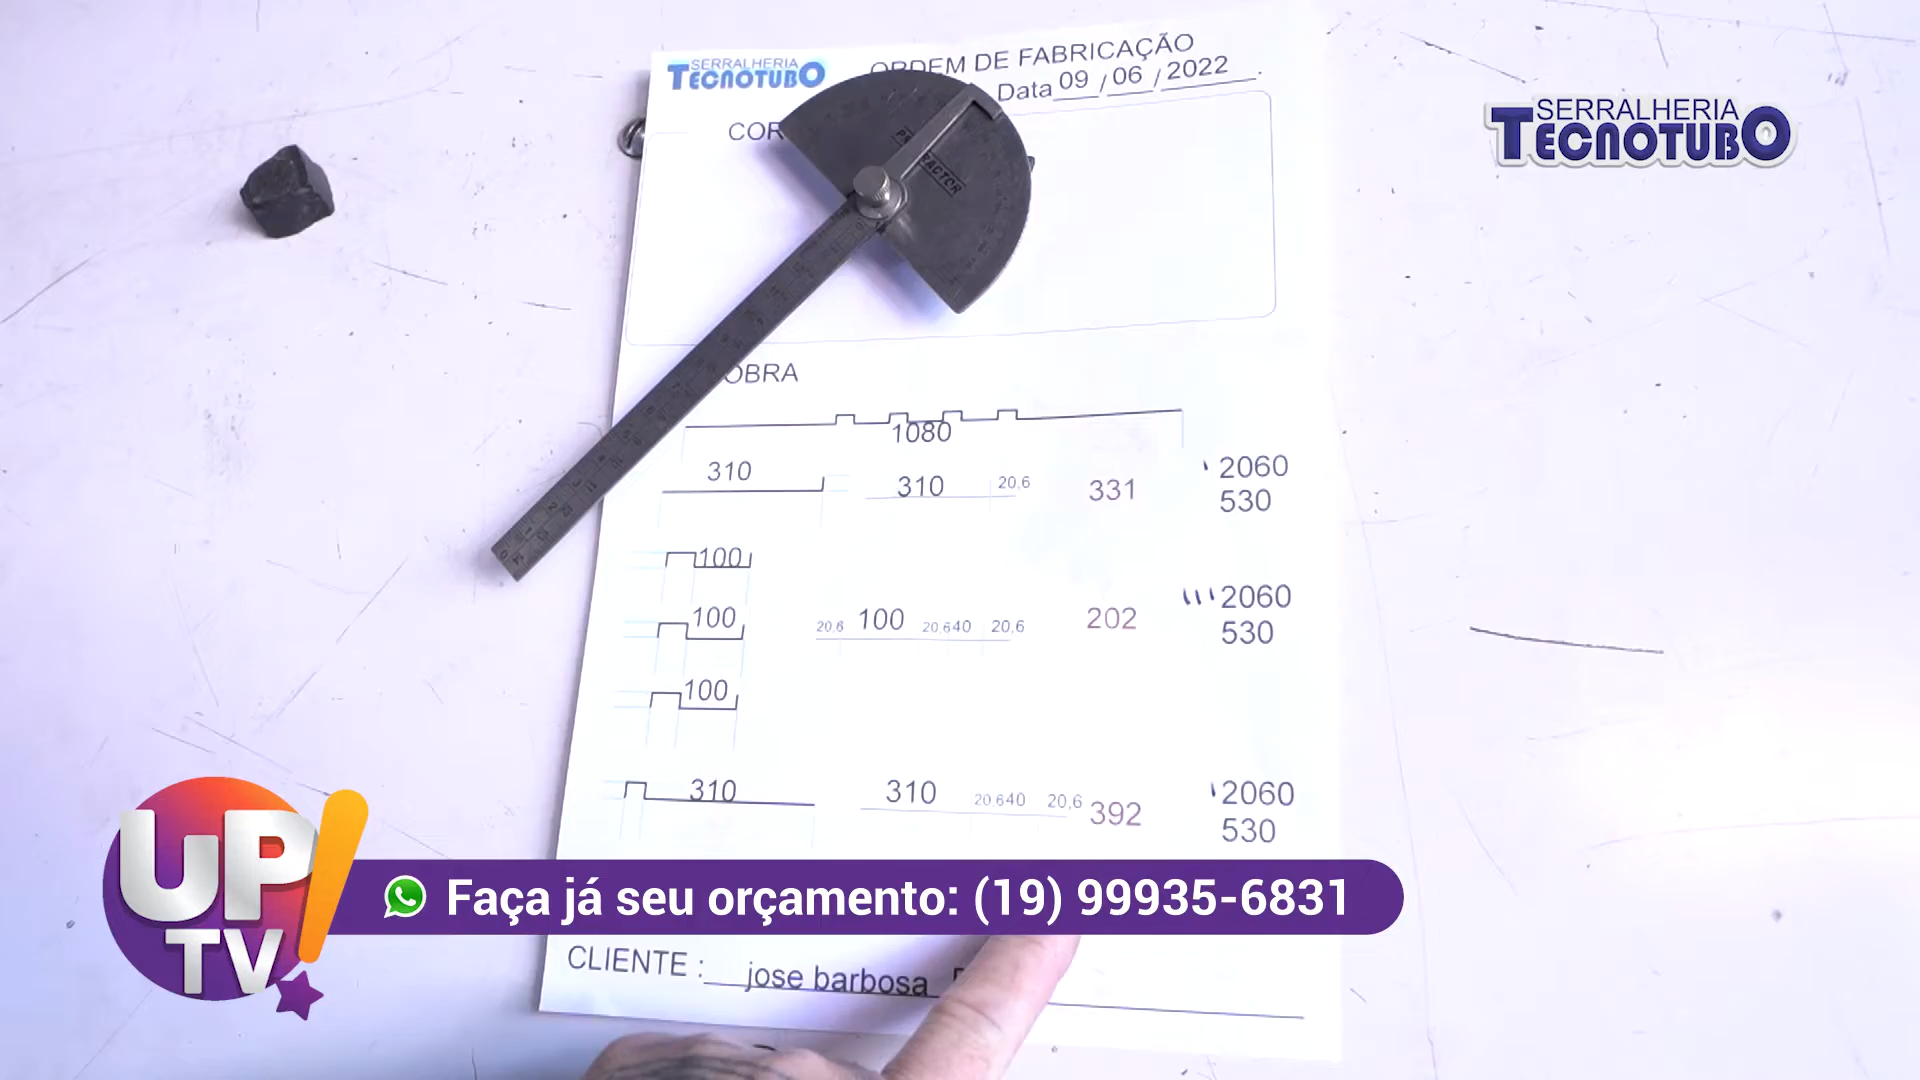 SERRALHERIA
TECNOTUBO
ORDEM DE FABRICAÇÃO
Data 09 / 06 / 2022 .
COR
PROTRACTOR
SERRALHERIA
TECNOTUBO
OBRA
1080
310 310 20,6 331 2060
530
100
100 20,6 100 20,640 20,6 202 2060
530
100
310 310 20,640 20,6 392 2060
530
UP!
TV
Faça já seu orçamento: (19) 99935-6831
CLIENTE : jose barbosa